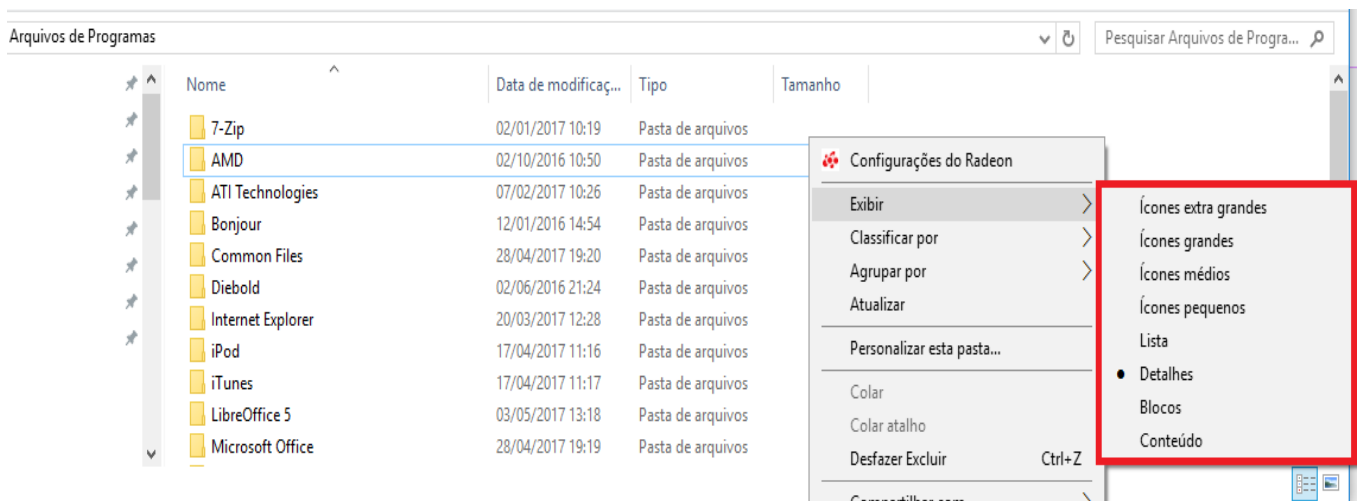 Arquivos de Programas
Pesquisar Arquivos de Progra...
Nome Data de modificaç... Tipo Tamanho
7-Zip 02/01/2017 10:19 Pasta de arquivos
AMD 02/10/2016 10:50 Pasta de arquivos
ATI Technologies 07/02/2017 10:26 Pasta de arquivos
Bonjour 12/01/2016 14:54 Pasta de arquivos
Common Files 28/04/2017 19:20 Pasta de arquivos
Diebold 02/06/2016 21:24 Pasta de arquivos
Internet Explorer 20/03/2017 12:28 Pasta de arquivos
iPod 17/04/2017 11:16 Pasta de arquivos
iTunes 17/04/2017 11:17 Pasta de arquivos
LibreOffice 5 03/05/2017 13:18 Pasta de arquivos
Microsoft Office 28/04/2017 19:19 Pasta de arquivos
Configurações do Radeon
Exibir
Classificar por
Agrupar por
Atualizar
Personalizar esta pasta...
Colar
Colar atalho
Desfazer Excluir Ctrl+Z
Compartilhar com
Ícones extra grandes
Ícones grandes
Ícones médios
Ícones pequenos
Lista
Detalhes
Blocos
Conteúdo